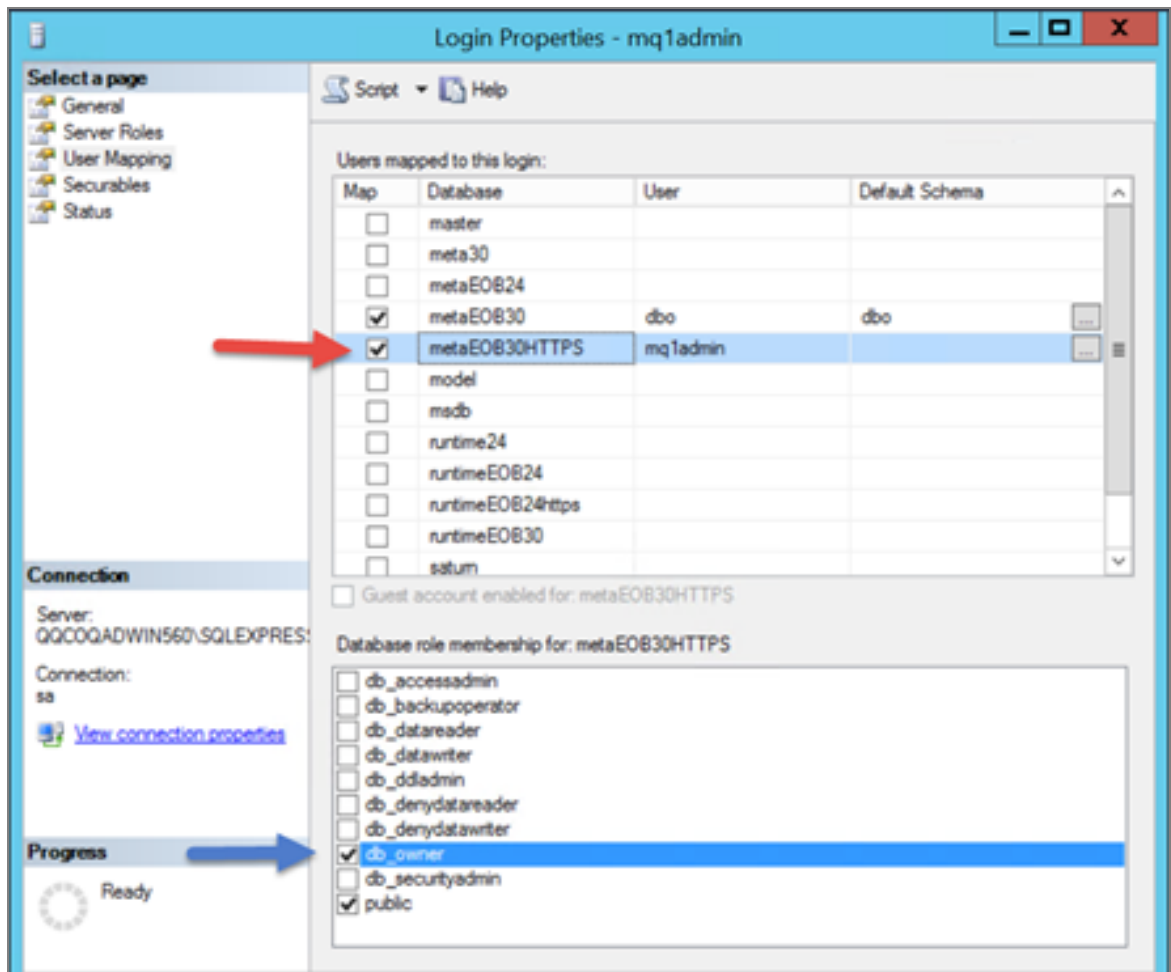 Login Properties - mq1admin
Select a page
General
Server Roles
User Mapping
Securables
Status
Script Help
Users mapped to this login:
Map Database User Default Schema
master
meta30
metaEOB24
metaEOB30 dbo dbo ...
metaEOB30HTTPS mq1admin ...
model
msdb
runtime24
runtimeEOB24
runtimeEOB24https
runtimeEOB30
saturn
Guest account enabled for: metaEOB30HTTPS
Database role membership for: metaEOB30HTTPS
db_accessadmin
db_backupoperator
db_datareader
db_datawriter
db_ddladmin
db_denydatareader
db_denydatawriter
db_owner
db_securityadmin
public
Connection
Server:
QQCOQADWIN560\SQLEXPRES
Connection:
sa
View connection properties
Progress
Ready